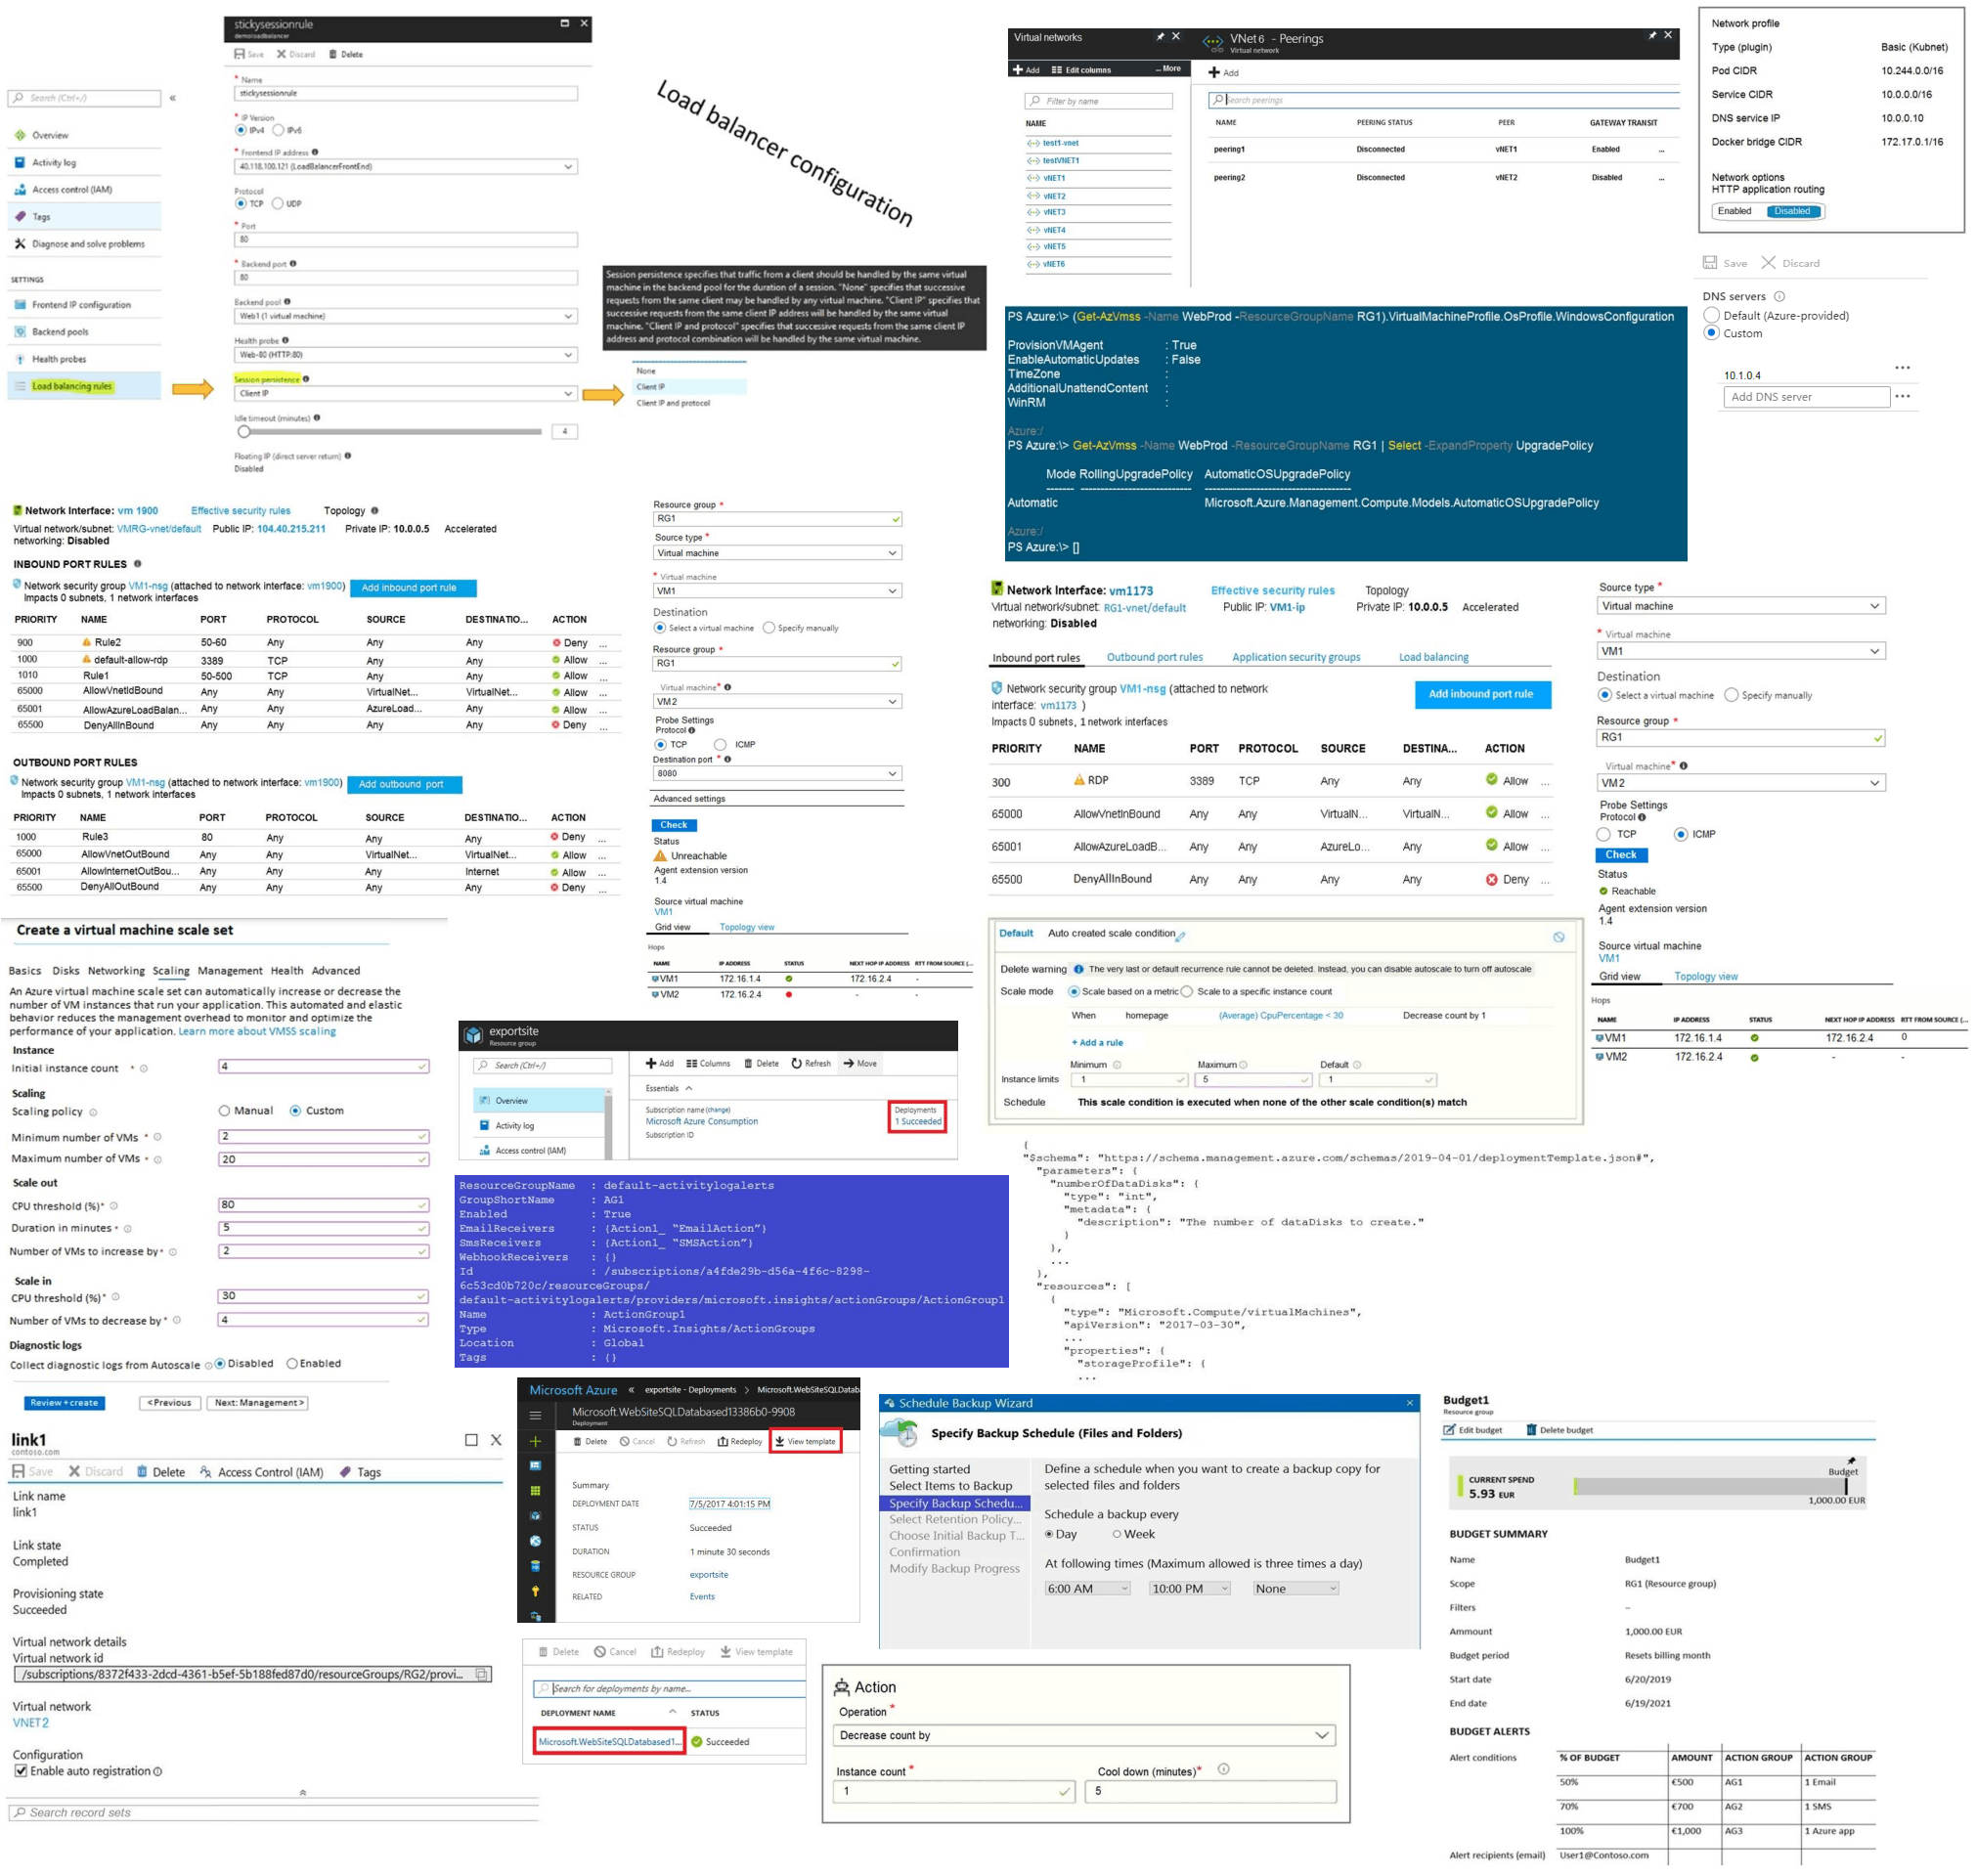 stickysessionrule
demoloadbalancer
Save Discard Delete
* Name
stickysessionrule
* IP Version
IPv4 IPv6
* Frontend IP address
40.118.100.121 (LoadBalancerFrontEnd)
Protocol
TCP UDP
* Port
80
* Backend port
80
Backend pool
Web1 (1 virtual machine)
Health probe
Web-80 (HTTP:80)
Session persistence
Client IP
Idle timeout (minutes)
4
Floating IP (direct server return)
Disabled
Search (Ctrl+/) «
Overview
Activity log
Access control (IAM)
Tags
Diagnose and solve problems
SETTINGS
Frontend IP configuration
Backend pools
Health probes
Load balancing rules
Load balancer configuration
Session persistence specifies that traffic from a client should be handled by the same virtual
machine in the backend pool for the duration of a session. "None" specifies that successive
requests from the same client may be handled by any virtual machine. "Client IP" specifies that
successive requests from the same client IP address will be handled by the same virtual
machine. "Client IP and protocol" specifies that successive requests from the same client IP
address and protocol combination will be handled by the same virtual machine.
None
Client IP
Client IP and protocol
Virtual networks
Add Edit columns ... More
Filter by name
NAME
test1-vnet
testVNET1
vNET1
vNET2
vNET3
vNET4
vNET5
vNET6
VNet6 - Peerings
Virtual network
Add
Search peerings
NAME PEERING STATUS PEER GATEWAY TRANSIT
peering1 Disconnected vNET1 Enabled ...
peering2 Disconnected vNET2 Disabled ...
Network profile
Type (plugin) Basic (Kubnet)
Pod CIDR 10.244.0.0/16
Service CIDR 10.0.0.0/16
DNS service IP 10.0.0.10
Docker bridge CIDR 172.17.0.1/16
Network options
HTTP application routing
Enabled Disabled
Save Discard
DNS servers
Default (Azure-provided)
Custom
10.1.0.4 ...
Add DNS server ...
PS Azure:\> (Get-AzVmss -Name WebProd -ResourceGroupName RG1).VirtualMachineProfile.OsProfile.WindowsConfiguration
ProvisionVMAgent : True
EnableAutomaticUpdates : False
TimeZone :
AdditionalUnattendContent :
WinRM :
Azure:/
PS Azure:\> Get-AzVmss -Name WebProd -ResourceGroupName RG1 | Select -ExpandProperty UpgradePolicy
Mode RollingUpgradePolicy AutomaticOSUpgradePolicy
------- ---------------------------- ------------------------------------
Automatic Microsoft.Azure.Management.Compute.Models.AutomaticOSUpgradePolicy
Azure:/
PS Azure:\> []
Network Interface: vm 1900 Effective security rules Topology
Virtual network/subnet: VMRG-vnet/default Public IP: 104.40.215.211 Private IP: 10.0.0.5 Accelerated
networking: Disabled
INBOUND PORT RULES
Network security group VM1-nsg (attached to network interface: vm1900) Add inbound port rule
Impacts 0 subnets, 1 network interfaces
PRIORITY NAME PORT PROTOCOL SOURCE DESTINATIO... ACTION
900 Rule2 50-60 Any Any Any Deny ...
1000 default-allow-rdp 3389 TCP Any Any Allow ...
1010 Rule1 50-500 TCP Any Any Allow ...
65000 AllowVnetIdBound Any Any VirtualNet... VirtualNet... Allow ...
65001 AllowAzureLoadBalan... Any Any AzureLoad... Any Allow ...
65500 DenyAllInBound Any Any Any Any Deny ...
OUTBOUND PORT RULES
Network security group VM1-nsg (attached to network interface: vm1900) Add outbound port
Impacts 0 subnets, 1 network interfaces
PRIORITY NAME PORT PROTOCOL SOURCE DESTINATIO... ACTION
1000 Rule3 80 Any Any Any Deny ...
65000 AllowVnetOutBound Any Any VirtualNet... VirtualNet... Allow ...
65001 AllowInternetOutBou... Any Any Any Internet Allow ...
65500 DenyAllOutBound Any Any Any Any Deny ...
Resource group *
RG1
Source type *
Virtual machine
* Virtual machine
VM1
Destination
Select a virtual machine Specify manually
Resource group *
RG1
Virtual machine*
VM2
Probe Settings
Protocol
TCP ICMP
Destination port *
8080
Advanced settings
Check
Status
Unreachable
Agent extension version
1.4
Source virtual machine
VM1
Grid view Topology view
Hops
NAME IP ADDRESS STATUS NEXT HOP IP ADDRESS RTT FROM SOURCE (...
VM1 172.16.1.4 172.16.2.4 -
VM2 172.16.2.4 - -
Network Interface: vm1173 Effective security rules Topology
Virtual network/subnet: RG1-vnet/default Public IP: VM1-ip Private IP: 10.0.0.5 Accelerated
networking: Disabled
Inbound port rules Outbound port rules Application security groups Load balancing
Network security group VM1-nsg (attached to network
interface: vm1173 )
Impacts 0 subnets, 1 network interfaces
Add inbound port rule
PRIORITY NAME PORT PROTOCOL SOURCE DESTINA... ACTION
300 RDP 3389 TCP Any Any Allow ...
65000 AllowVnetInBound Any Any VirtualN... VirtualN... Allow ...
65001 AllowAzureLoadB... Any Any AzureLo... Any Allow ...
65500 DenyAllInBound Any Any Any Any Deny ...
Source type *
Virtual machine
* Virtual machine
VM1
Destination
Select a virtual machine Specify manually
Resource group *
RG1
Virtual machine*
VM2
Probe Settings
Protocol
TCP ICMP
Check
Status
Reachable
Agent extension version
1.4
Source virtual machine
VM1
Grid view Topology view
Hops
NAME IP ADDRESS STATUS NEXT HOP IP ADDRESS RTT FROM SOURCE (...
VM1 172.16.1.4 172.16.2.4 0
VM2 172.16.2.4 - -
Create a virtual machine scale set
Basics Disks Networking Scaling Management Health Advanced
An Azure virtual machine scale set can automatically increase or decrease the
number of VM instances that run your application. This automated and elastic
behavior reduces the management overhead to monitor and optimize the
performance of your application. Learn more about VMSS scaling
Instance
Initial instance count * 4
Scaling
Scaling policy Manual Custom
Minimum number of VMs * 2
Maximum number of VMs * 20
Scale out
CPU threshold (%)* 80
Duration in minutes * 5
Number of VMs to increase by* 2
Scale in
CPU threshold (%)* 30
Number of VMs to decrease by* 4
Diagnostic logs
Collect diagnostic logs from Autoscale Disabled Enabled
Review+create <Previous Next: Management>
exportsite
Resource group
Search (Ctrl+/)
Overview
Activity log
Access control (IAM)
Add Columns Delete Refresh Move
Essentials
Subscription name (change)
Microsoft Azure Consumption
Subscription ID
Deployments
1 Succeeded
Default Auto created scale condition
Delete warning The very last or default recurrence rule cannot be deleted. Instead, you can disable autoscale to turn off autoscale
Scale mode Scale based on a metric Scale to a specific instance count
When homepage (Average) CpuPercentage < 30 Decrease count by 1
+ Add a rule
Minimum Maximum Default
Instance limits 1 5 1
Schedule This scale condition is executed when none of the other scale condition(s) match
ResourceGroupName : default-activitylogalerts
GroupShortName : AG1
Enabled : True
EmailReceivers : {Action1_ "EmailAction"}
SmsReceivers : {Action1_ "SMSAction"}
WebhookReceivers : {}
Id : /subscriptions/a4fde29b-d56a-4f6c-8298-
6c53cd0b720c/resourceGroups/
default-activitylogalerts/providers/microsoft.insights/actionGroups/ActionGroup1
Name : ActionGroup1
Type : Microsoft.Insights/ActionGroups
Location : Global
Tags : {}
{
"$schema": "https://schema.management.azure.com/schemas/2019-04-01/deploymentTemplate.json#",
"parameters": {
"numberOfDataDisks": {
"type": "int",
"metadata": {
"description": "The number of dataDisks to create."
}
},
...
},
"resources": [
{
"type": "Microsoft.Compute/virtualMachines",
"apiVersion": "2017-03-30",
...
"properties": {
"storageProfile": {
...
link1
contoso.com
Save Discard Delete Access Control (IAM) Tags
Link name
link1
Link state
Completed
Provisioning state
Succeeded
Virtual network details
Virtual network id
/subscriptions/8372f433-2dcd-4361-b5ef-5b188fed87d0/resourceGroups/RG2/provi...
Virtual network
VNET2
Configuration
Enable auto registration
Search record sets
Microsoft Azure « exportsite - Deployments > Microsoft.WebSiteSQLDatab
Microsoft.WebSiteSQLDatabased13386b0-9908
Deployment
Delete Cancel Refresh Redeploy View template
Summary
DEPLOYMENT DATE 7/5/2017 4:01:15 PM
STATUS Succeeded
DURATION 1 minute 30 seconds
RESOURCE GROUP exportsite
RELATED Events
Delete Cancel Redeploy View template
Search for deployments by name...
DEPLOYMENT NAME STATUS
Microsoft.WebSiteSQLDatabased1... Succeeded
Schedule Backup Wizard
Specify Backup Schedule (Files and Folders)
Getting started
Select Items to Backup
Specify Backup Schedu...
Select Retention Policy...
Choose Initial Backup T...
Confirmation
Modify Backup Progress
Define a schedule when you want to create a backup copy for
selected files and folders
Schedule a backup every
Day Week
At following times (Maximum allowed is three times a day)
6:00 AM 10:00 PM None
Action
Operation *
Decrease count by
Instance count * Cool down (minutes)*
1 5
Budget1
Resource group
Edit budget Delete budget
CURRENT SPEND
5.93 EUR
Budget
1,000.00 EUR
BUDGET SUMMARY
Name Budget1
Scope RG1 (Resource group)
Filters –
Ammount 1,000.00 EUR
Budget period Resets billing month
Start date 6/20/2019
End date 6/19/2021
BUDGET ALERTS
Alert conditions % OF BUDGET AMOUNT ACTION GROUP ACTION GROUP
50% €500 AG1 1 Email
70% €700 AG2 1 SMS
100% €1,000 AG3 1 Azure app
Alert recipients (email) User1@Contoso.com